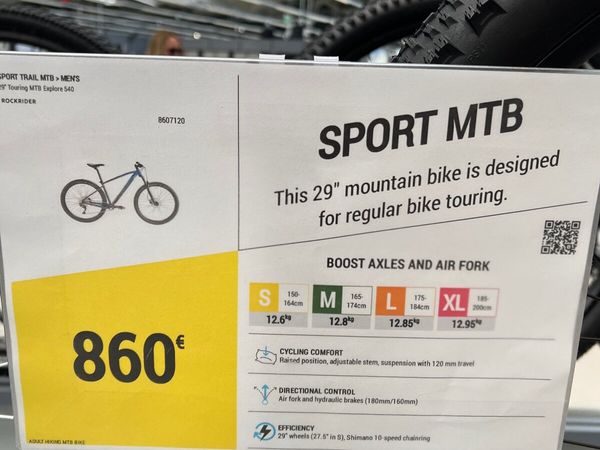 SPORT TRAIL MTB > MEN'S
29" Touring MTB Explore 540
ROCKRIDER
8607120
SPORT MTB
This 29" mountain bike is designed
for regular bike touring.
BOOST AXLES AND AIR FORK
S 150-164cm M 165-174cm L 175-184cm XL 185-200cm
12.6kg 12.8kg 12.85kg 12.95kg
860€
CYCLING COMFORT
Raised position, adjustable stem, suspension with 120 mm travel
DIRECTIONAL CONTROL
Air fork and hydraulic brakes (180mm/160mm)
EFFICIENCY
29" wheels (27.5" in S), Shimano 10-speed chainring
ADULT HIKING MTB BIKE